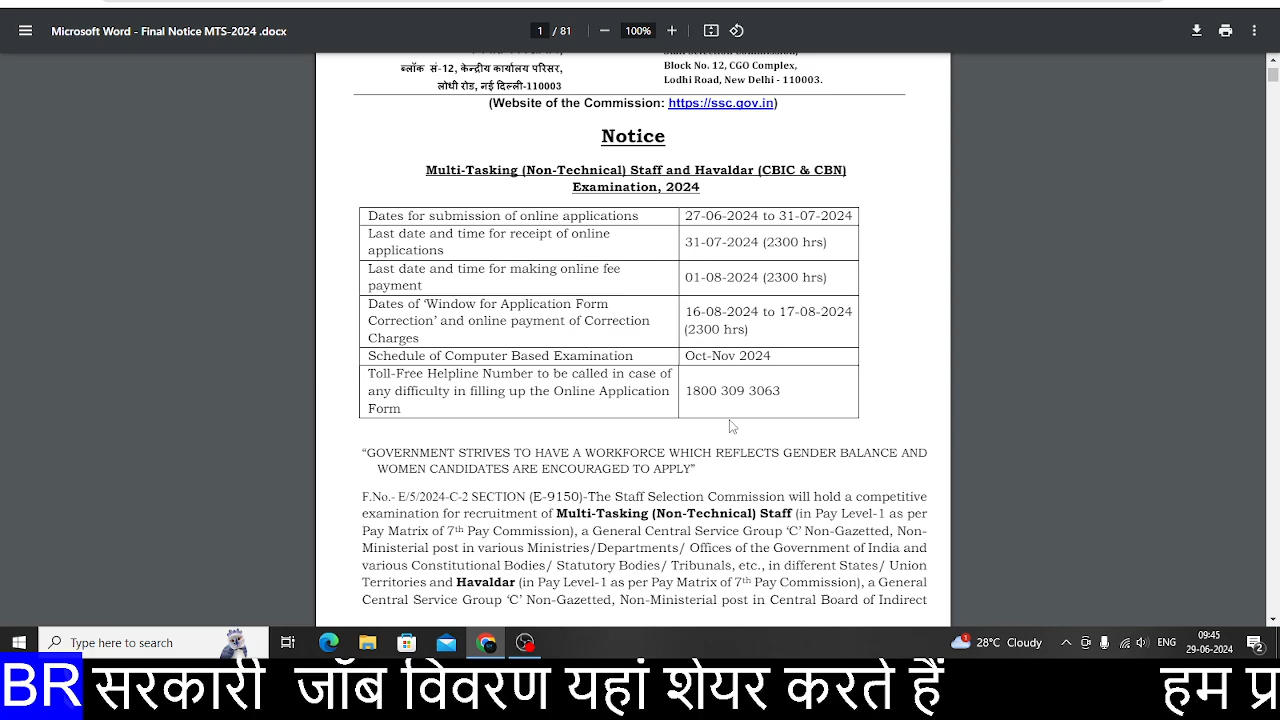 Microsoft Word - Final Notice MTS-2024 .docx
1 / 81
100%
ब्लॉक सं-12, केन्द्रीय कार्यालय परिसर,
लोधी रोड, नई दिल्ली-110003
Block No. 12, CGO Complex,
Lodhi Road, New Delhi - 110003.
(Website of the Commission: https://ssc.gov.in)
Notice
Multi-Tasking (Non-Technical) Staff and Havaldar (CBIC & CBN)
Examination, 2024
Dates for submission of online applications 27-06-2024 to 31-07-2024
Last date and time for receipt of online
applications
31-07-2024 (2300 hrs)
Last date and time for making online fee
payment
01-08-2024 (2300 hrs)
Dates of ‘Window for Application Form
Correction’ and online payment of Correction
Charges
16-08-2024 to 17-08-2024
(2300 hrs)
Schedule of Computer Based Examination Oct-Nov 2024
Toll-Free Helpline Number to be called in case of
any difficulty in filling up the Online Application
Form
1800 309 3063
“GOVERNMENT STRIVES TO HAVE A WORKFORCE WHICH REFLECTS GENDER BALANCE AND
WOMEN CANDIDATES ARE ENCOURAGED TO APPLY”
F.No.- E/5/2024-C-2 SECTION (E-9150)-The Staff Selection Commission will hold a competitive
examination for recruitment of Multi-Tasking (Non-Technical) Staff (in Pay Level-1 as per
Pay Matrix of 7th Pay Commission), a General Central Service Group ‘C’ Non-Gazetted, Non-
Ministerial post in various Ministries/Departments/ Offices of the Government of India and
various Constitutional Bodies/ Statutory Bodies/ Tribunals, etc., in different States/ Union
Territories and Havaldar (in Pay Level-1 as per Pay Matrix of 7th Pay Commission), a General
Central Service Group ‘C’ Non-Gazetted, Non-Ministerial post in Central Board of Indirect
Type here to search
1
28°C Cloudy
ENG
09:45
29-06-2024
2
BR सरकारी जॉब विवरण यहां शेयर करते हैं हम प्र